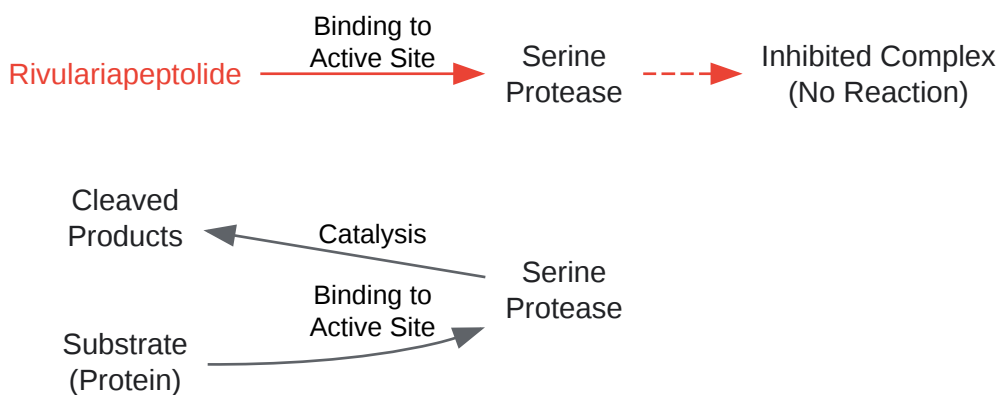 Binding to
Active Site
Rivulariapeptolide
Serine
Protease
Inhibited Complex
(No Reaction)
Cleaved
Products
Catalysis
Serine
Protease
Binding to
Active Site
Substrate
(Protein)